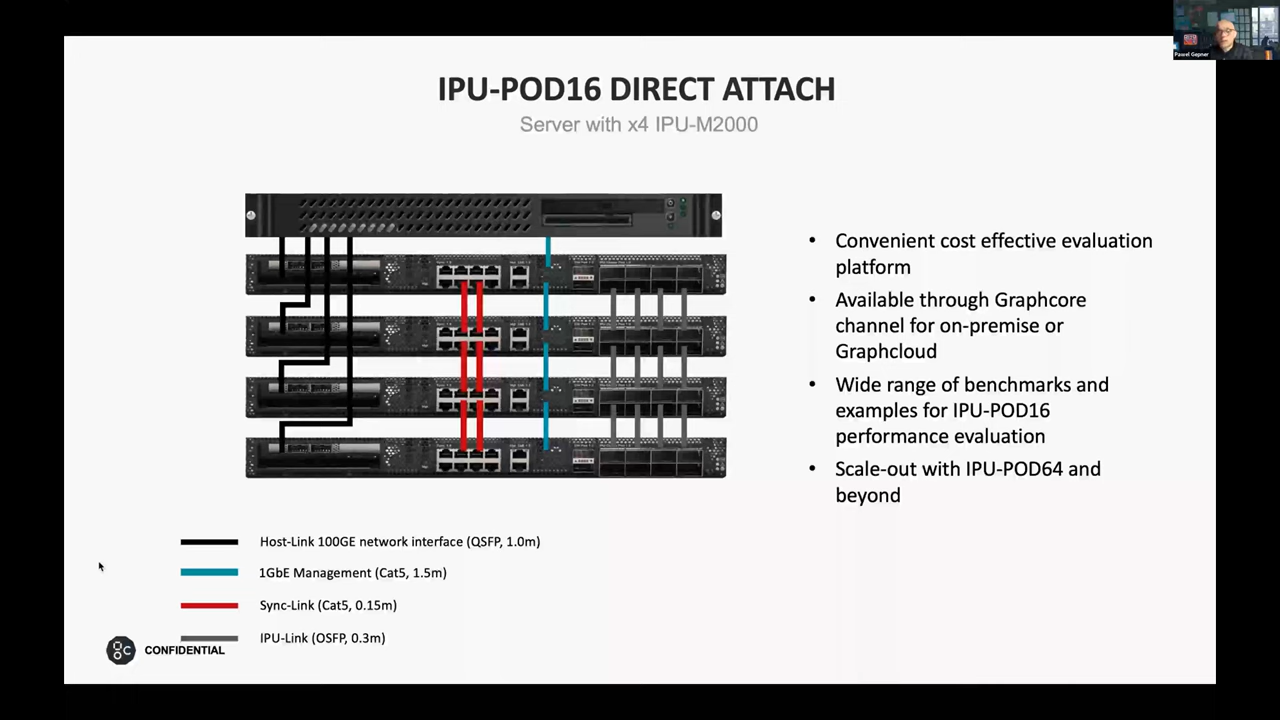 Pawel Gepner
IPU-POD16 DIRECT ATTACH
Server with x4 IPU-M2000
• Convenient cost effective evaluation
platform
• Available through Graphcore
channel for on-premise or
Graphcloud
• Wide range of benchmarks and
examples for IPU-POD16
performance evaluation
• Scale-out with IPU-POD64 and
beyond
Host-Link 100GE network interface (QSFP, 1.0m)
1GbE Management (Cat5, 1.5m)
Sync-Link (Cat5, 0.15m)
IPU-Link (OSFP, 0.3m)
CONFIDENTIAL